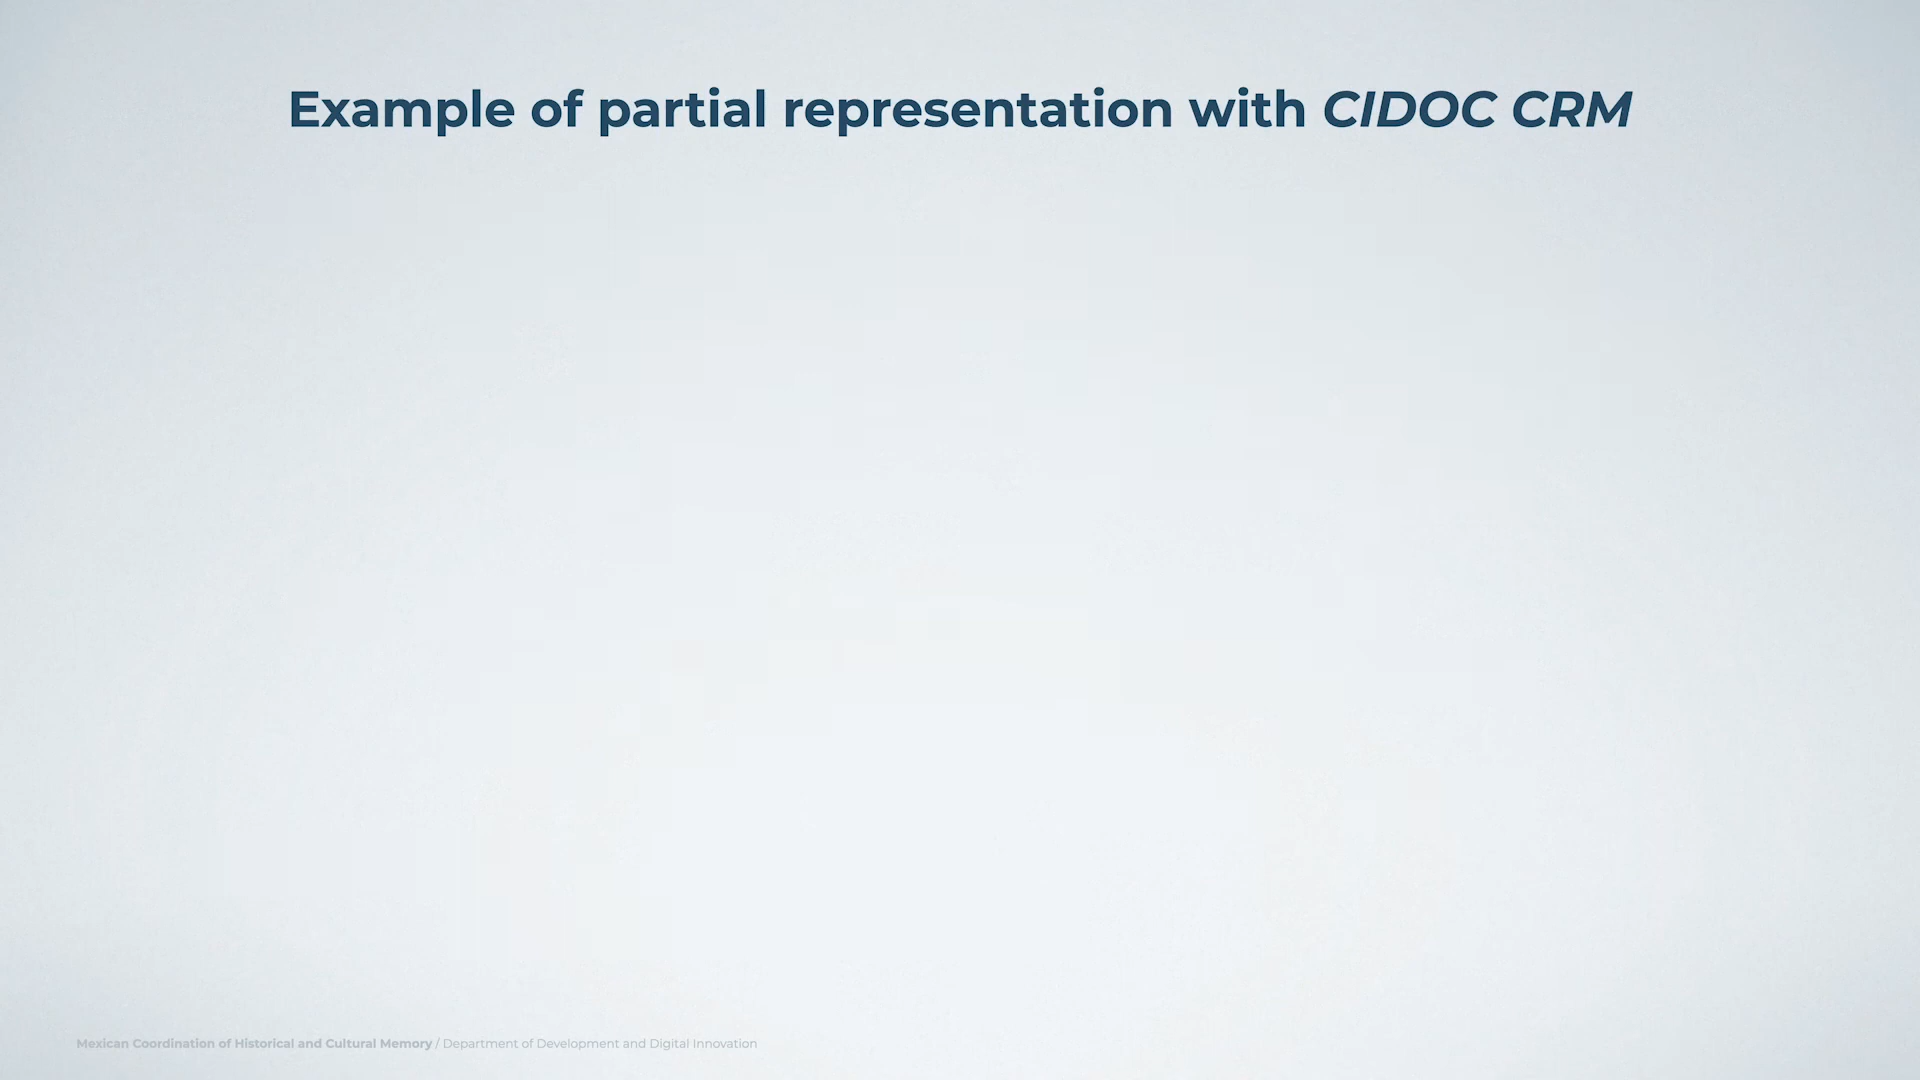 Example of partial representation with CIDOC CRM
Mexican Coordination of Historical and Cultural Memory / Department of Development and Digital Innovation